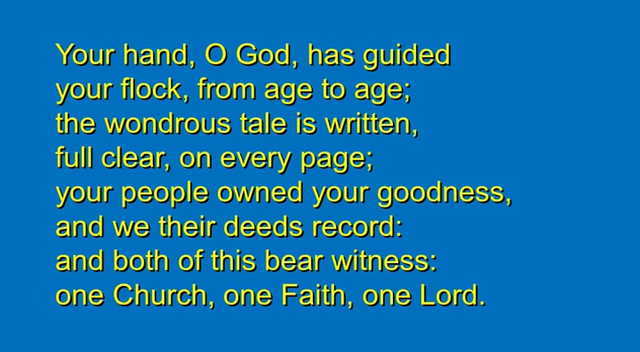 Your hand, O God, has guided
your flock, from age to age;
the wondrous tale is written,
full clear, on every page;
your people owned your goodness,
and we their deeds record:
and both of this bear witness:
one Church, one Faith, one Lord.